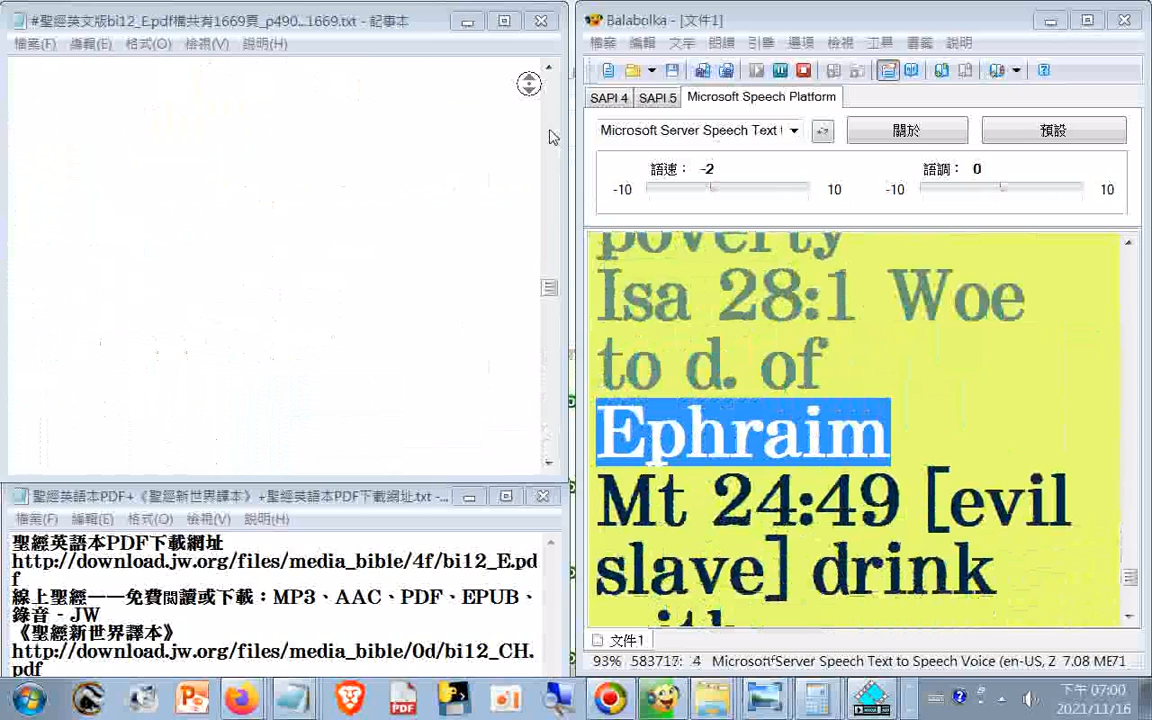 #聖經英文版bi12_Epdf檔共有1669頁_p490...1669.txt - 記事本
檔案(F) 編輯(E) 格式(O) 檢視(V) 說明(H)
聖經英語本PDF+《聖經新世界譯本》+聖經英語本PDF下載網址.txt - ...
檔案(F) 編輯(E) 格式(O) 檢視(V) 說明(H)
聖經英語本PDF下載網址
http://download.jw.org/files/media_bible/4f/bi12_E.pd
f
線上聖經——免費閱讀或下載：MP3、AAC、PDF、EPUB、
錄音 - JW
《聖經新世界譯本》
http://download.jw.org/files/media_bible/0d/bi12_CH.
pdf
Balabolka - [文件1]
檔案 編輯 文字 朗讀 引擎 選項 檢視 工具 書籤 說明
SAPI 4 SAPI 5 Microsoft Speech Platform
Microsoft Server Speech Text 關於 預設
語速： -2 語調： 0
-10 10 -10 10
poverty
Isa 28:1 Woe
to d. of
Ephraim
Mt 24:49 [evil
slave] drink
with
文件1
93% 583717: 4 Microsoft Server Speech Text to Speech Voice (en-US, Z 7.08 ME 71
PDF
下午 07:00
2021/11/16